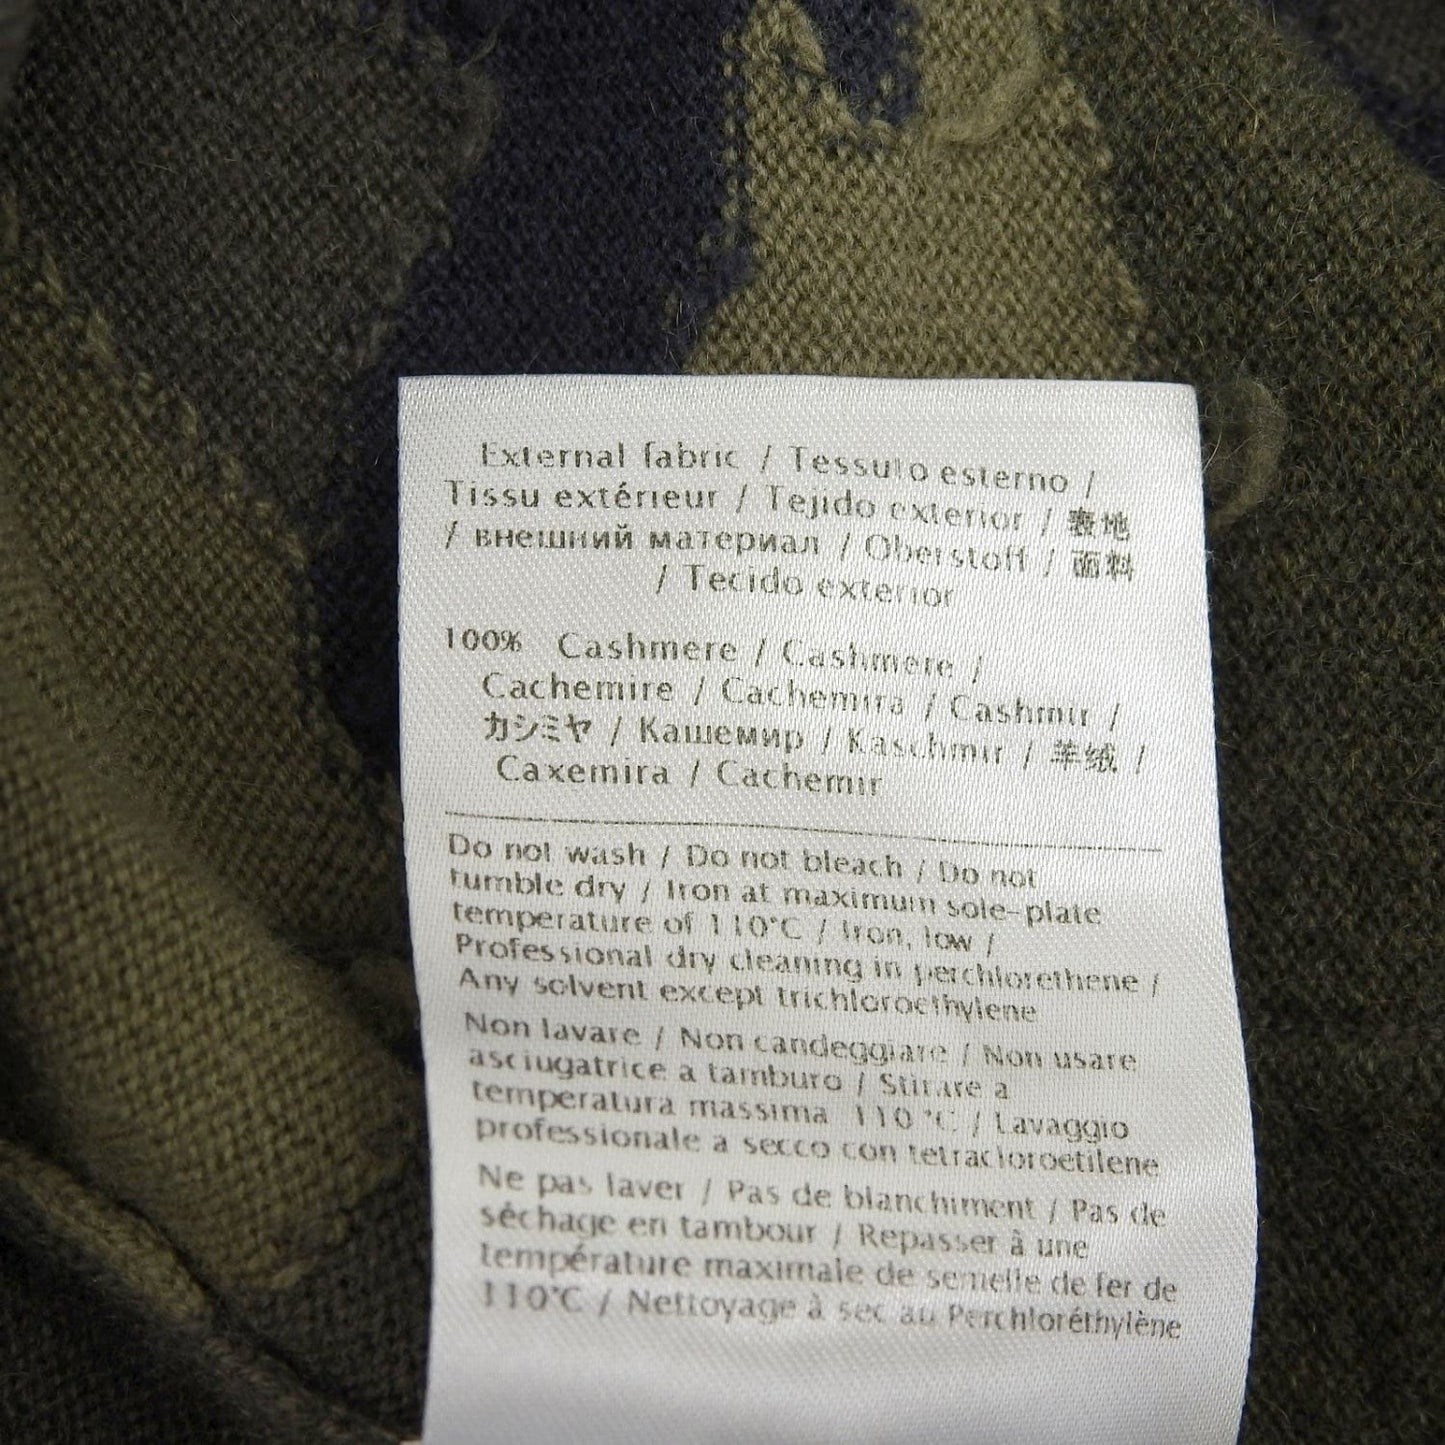 External fabric / Tessuto esterno /
Tissu extérieur / Tejido exterior / 表地
/ внешний материал / Oberstoff / 面料
/ Tecido exterior
100% Cashmere / Cashmere /
Cachemire / Cachemira / Cashmir /
カシミヤ / Кашемир / Kaschmir / 羊绒 /
Caxemira / Cachemir
Do not wash / Do not bleach / Do not
tumble dry / Iron at maximum sole-plate
temperature of 110°C / Iron, low /
Professional dry cleaning in perchlorethene /
Any solvent except trichloroethylene
Non lavare / Non candeggiare / Non usare
asciugatrice a tamburo / Stirare a
temperatura massima 110 °C / Lavaggio
professionale a secco con tetracloroetilene
Ne pas laver / Pas de blanchiment / Pas de
séchage en tambour / Repasser à une
température maximale de semelle de fer de
110°C / Nettoyage à sec au Perchloréthylène